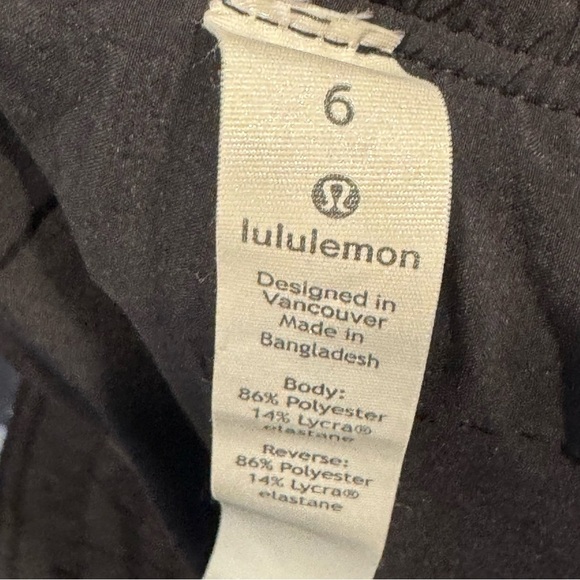 6
lululemon
Designed in
Vancouver
Made in
Bangladesh
Body:
86% Polyester
14% Lycra®
elastane
Reverse:
86% Polyester
14% Lycra®
elastane